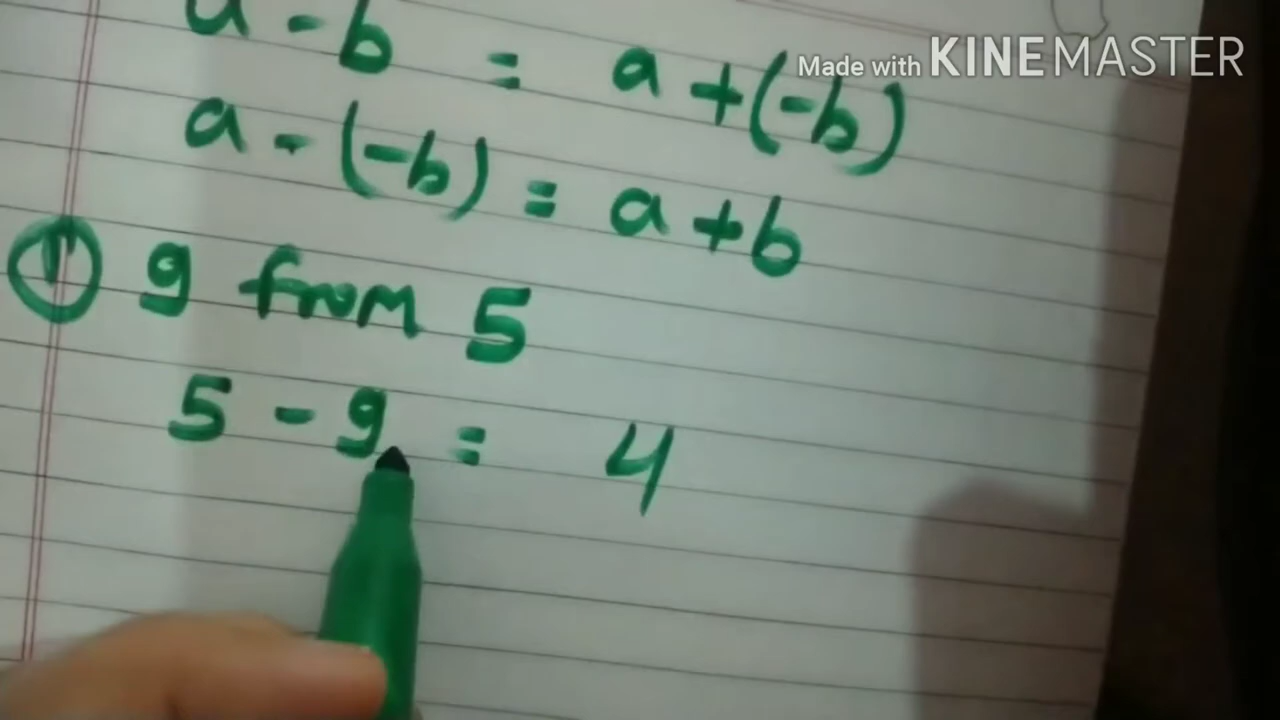 a - b = a + (-b)
Made with KINEMASTER
a - (-b) = a + b
① 9 from 5
5 - 9 = 4